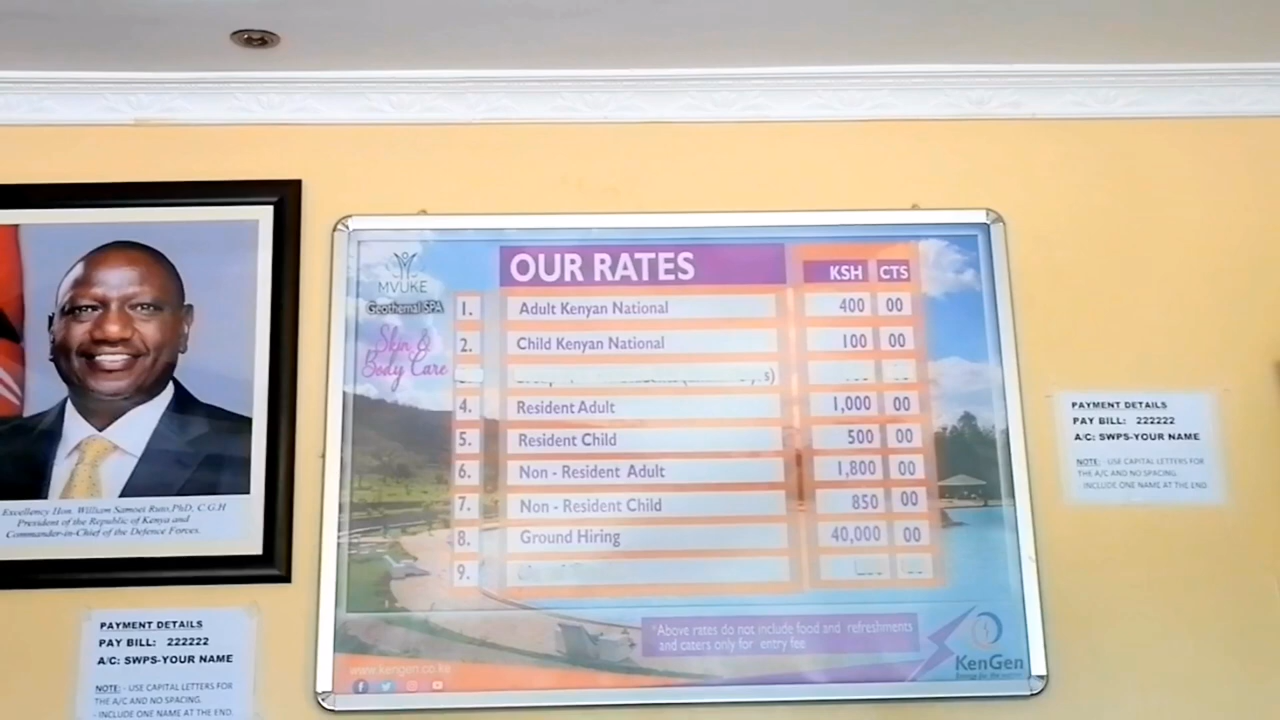 Excellency Hon. William Samoei Ruto,PhD, C.G.H
President of the Republic of Kenya and
Commander-in-Chief of the Defence Forces.
PAYMENT DETAILS
PAY BILL: 222222
A/C: SWPS-YOUR NAME
NOTE: - USE CAPITAL LETTERS FOR
THE A/C AND NO SPACING.
- INCLUDE ONE NAME AT THE END.
MVUKE
Geothemal SPA
Skin &
Body Care
OUR RATES KSH CTS
1. Adult Kenyan National 400 00
2. Child Kenyan National 100 00
4. Resident Adult 1,000 00
5. Resident Child 500 00
6. Non - Resident Adult 1,800 00
7. Non - Resident Child 850 00
8. Ground Hiring 40,000 00
9.
*Above rates do not include food and refreshments
and caters only for entry fee
www.kengen.co.ke
KenGen
PAYMENT DETAILS
PAY BILL: 222222
A/C: SWPS-YOUR NAME
NOTE: - USE CAPITAL LETTERS FOR
THE A/C AND NO SPACING.
- INCLUDE ONE NAME AT THE END